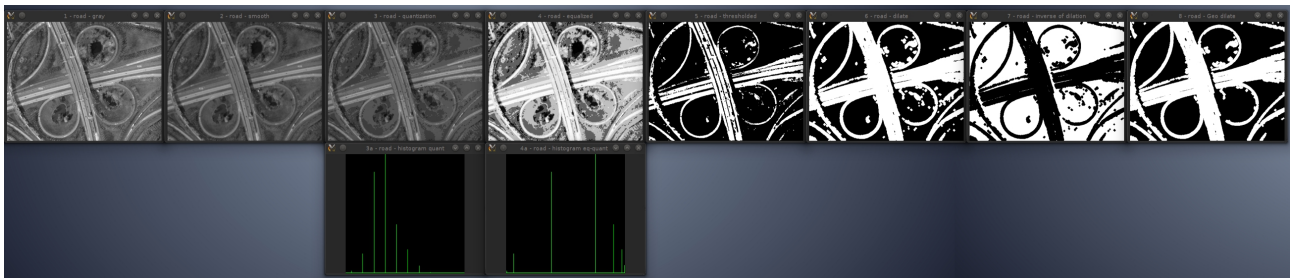 1 - road - gray
2 - road - smooth
3 - road - quantization
4 - road - equalized
5 - road - thresholded
6 - road - dilate
7 - road - inverse of dilation
8 - road - Geo dilate
3a - road - histogram quant
4a - road - histogram eq-quant